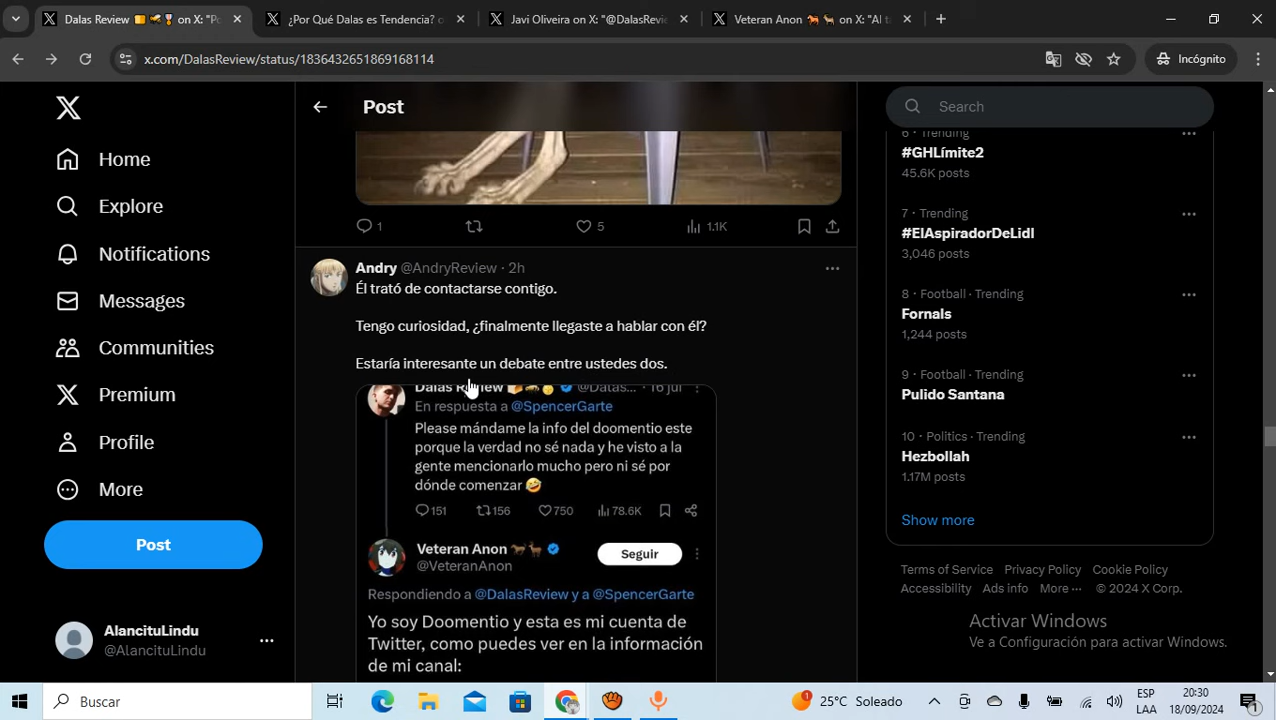 Dalas Review
on X: "Po
¿Por Qué Dalas es Tendencia?
Javi Oliveira on X: "@DalasRevie
Veteran Anon
on X: "Al t
x.com/DalasReview/status/1836432651869168114
Incógnito
Home
Explore
Notifications
Messages
Communities
Premium
Profile
More
Post
AlancituLindu
@AlancituLindu
Post
1
5
1.1K
Andry @AndryReview · 2h
Él trató de contactarse contigo.
Tengo curiosidad, ¿finalmente llegaste a hablar con él?
Estaría interesante un debate entre ustedes dos.
Dalas Review @Dalas... · 16 jul
En respuesta a @SpencerGarte
Please mándame la info del doomentio este
porque la verdad no sé nada y he visto a la
gente mencionarlo mucho pero ni sé por
dónde comenzar 🤣
151 156 750 78.6K
Veteran Anon
@VeteranAnon
Seguir
Respondiendo a @DalasReview y a @SpencerGarte
Yo soy Doomentio y esta es mi cuenta de
Twitter, como puedes ver en la información
de mi canal:
Search
6 · Trending
#GHLímite2
45.6K posts
7 · Trending
#ElAspiradorDeLidl
3,046 posts
8 · Football · Trending
Fornals
1,244 posts
9 · Football · Trending
Pulido Santana
10 · Politics · Trending
Hezbollah
1.17M posts
Show more
Terms of Service Privacy Policy Cookie Policy
Accessibility Ads info More ··· © 2024 X Corp.
Activar Windows
Ve a Configuración para activar Windows.
Buscar
1
25°C Soleado
ESP
LAA
20:30
18/09/2024
1